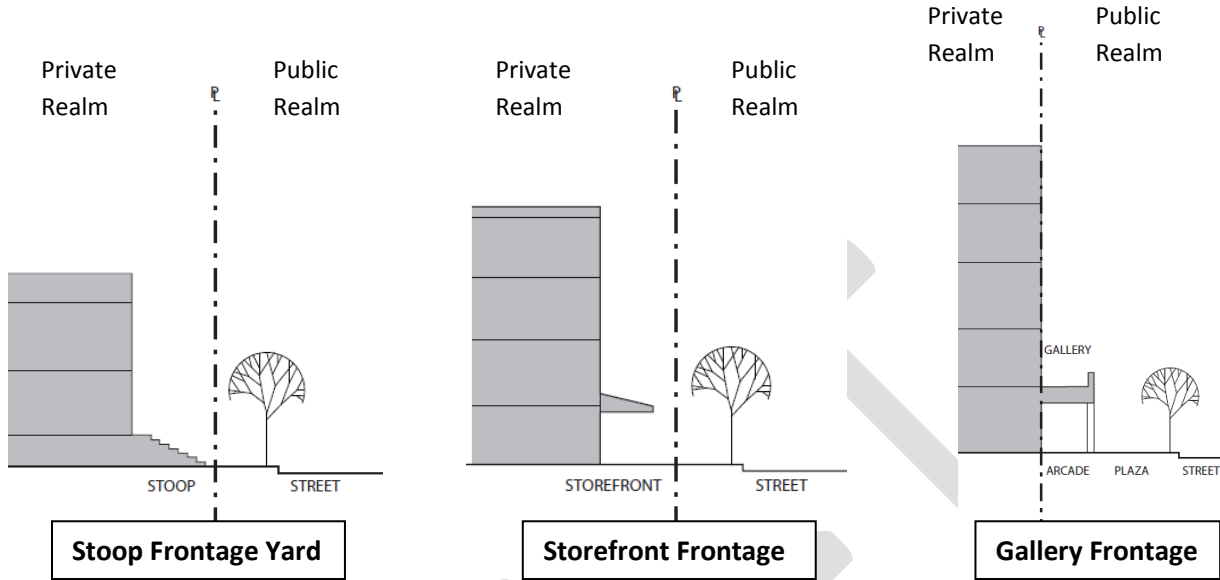 Private
Realm
Public
Realm
PL
STOOP
STREET
Stoop Frontage Yard
Private
Realm
Public
Realm
PL
STOREFRONT
STREET
Storefront Frontage
Private
Realm
Public
Realm
PL
GALLERY
ARCADE
PLAZA
STREET
Gallery Frontage